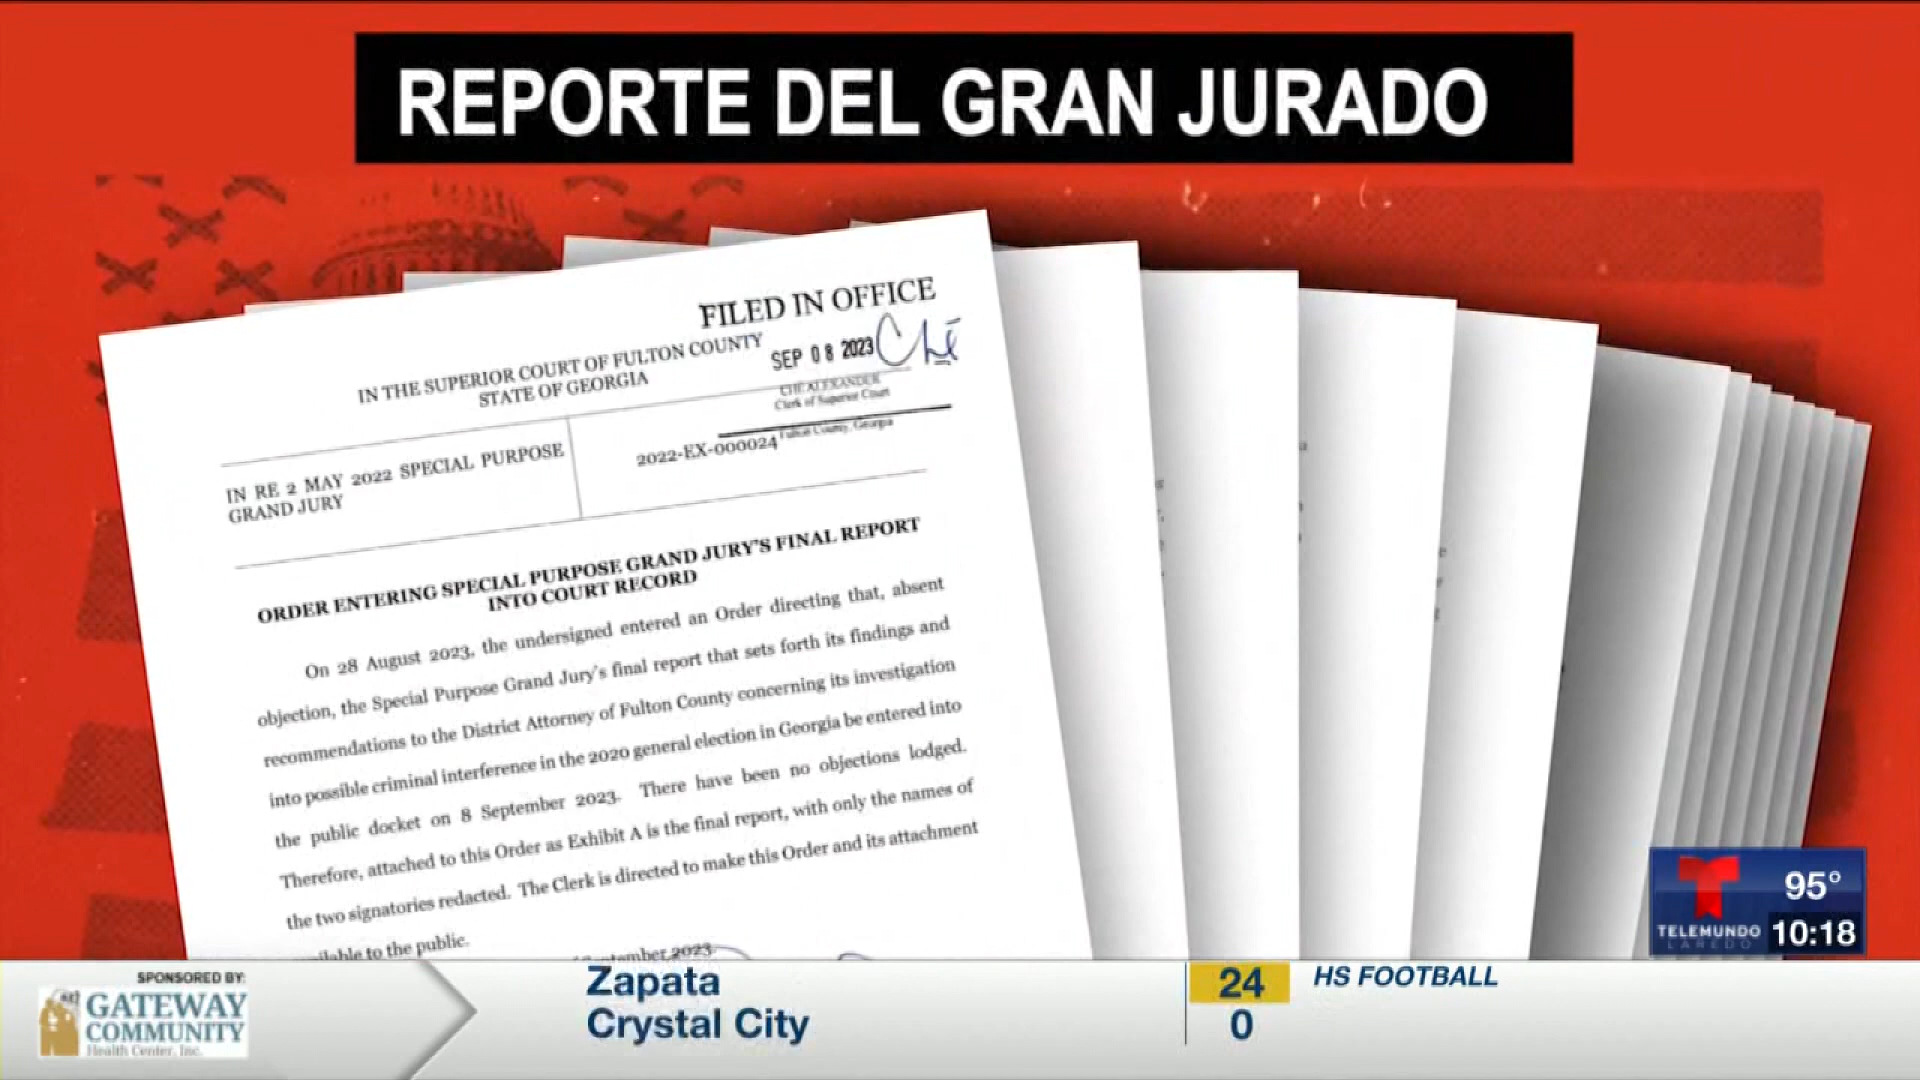 REPORTE DEL GRAN JURADO
FILED IN OFFICE
SEP 08 2023 Ché
CHÉ ALEXANDER
Clerk of Superior Court
Fulton County, Georgia
IN THE SUPERIOR COURT OF FULTON COUNTY
STATE OF GEORGIA
IN RE 2 MAY 2022 SPECIAL PURPOSE
GRAND JURY
2022-EX-000024
ORDER ENTERING SPECIAL PURPOSE GRAND JURY'S FINAL REPORT
INTO COURT RECORD
On 28 August 2023, the undersigned entered an Order directing that, absent
objection, the Special Purpose Grand Jury's final report that sets forth its findings and
recommendations to the District Attorney of Fulton County concerning its investigation
into possible criminal interference in the 2020 general election in Georgia be entered into
the public docket on 8 September 2023. There have been no objections lodged.
Therefore, attached to this Order as Exhibit A is the final report, with only the names of
the two signatories redacted. The Clerk is directed to make this Order and its attachment
to the public.
2023.
95°
TELEMUNDO
LAREDO
10:18
SPONSORED BY:
GATEWAY
COMMUNITY
Health Center, Inc.
Zapata 24
Crystal City 0
HS FOOTBALL